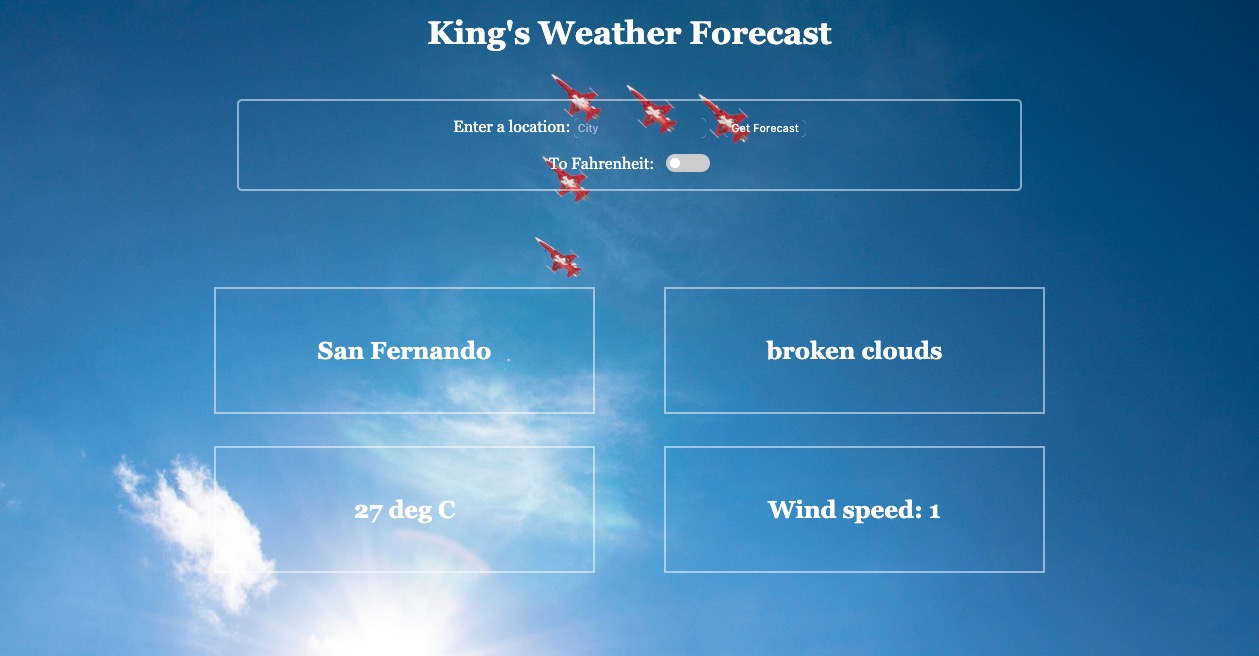 King's Weather Forecast
Enter a location: City Get Forecast
To Fahrenheit:
San Fernando
broken clouds
27 deg C
Wind speed: 1